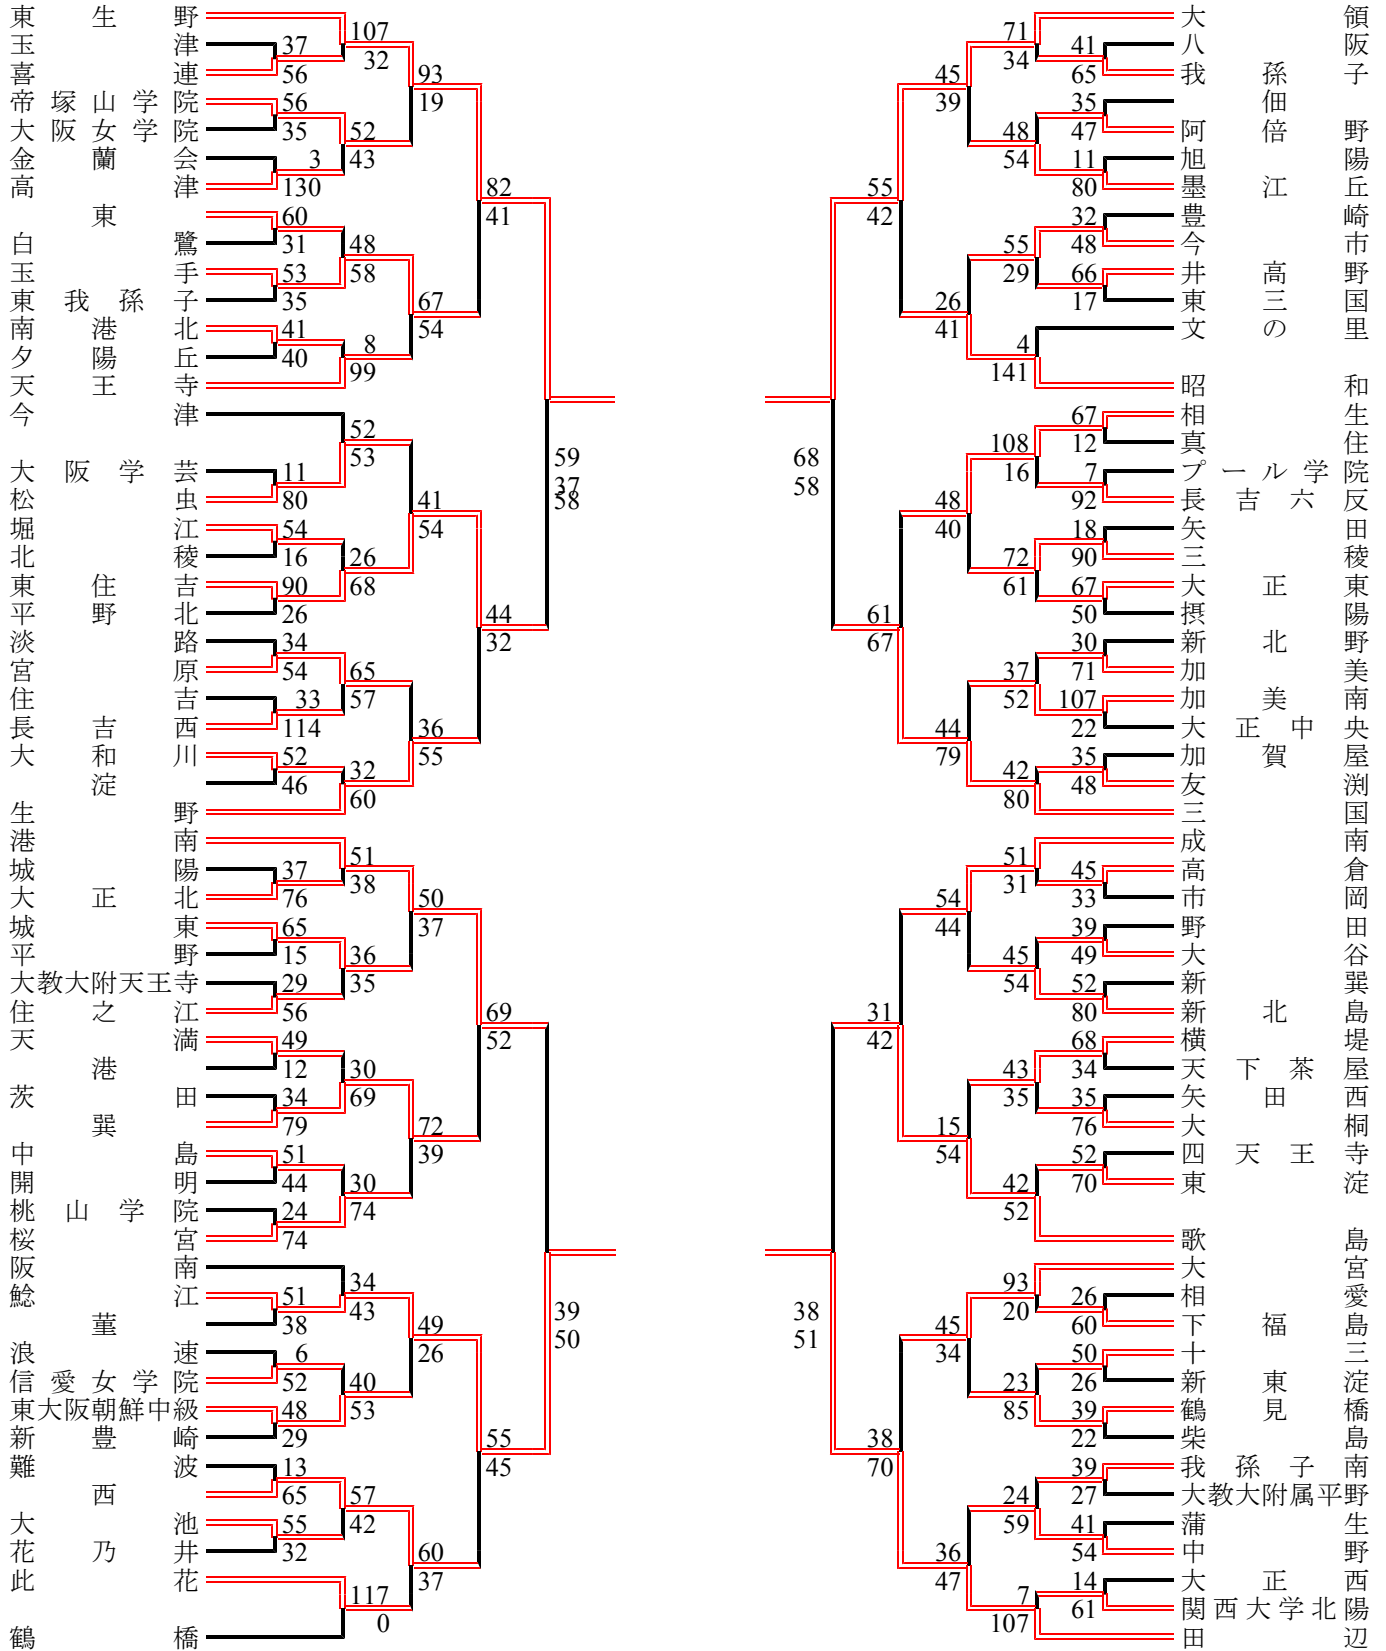 東生野
107
玉津
37
32
喜連
56
93
帝塚山学院
56
19
大阪女学院
35
52
金蘭会
3
43
高津
130
82
東
60
41
白鷺
31
48
玉手
53
58
東我孫子
35
67
南港北
41
54
夕陽丘
40
8
天王寺
99
今津
52
53
59
37
58
大阪学芸
11
松虫
80
41
堀江
54
54
北稜
16
26
東住吉
90
68
平野北
26
44
淡路
34
32
宮原
54
65
住吉
33
57
長吉西
114
36
大和川
52
55
淀
46
32
生野
60
港南
51
城陽
37
38
大正北
76
50
城東
65
37
平野
15
36
大教大附天王寺
29
35
住之江
56
69
天満
49
52
港
12
30
茨田
34
69
巽
79
72
中島
51
39
開明
44
30
桃山学院
24
74
桜宮
74
阪南
34
鯰江
51
43
39
50
菫
38
49
浪速
6
26
信愛女学院
52
40
東大阪朝鮮中級
48
53
新豊崎
29
55
難波
13
45
西
65
57
大池
55
42
花乃井
32
60
此花
37
117
0
鶴橋
大領
71
八阪
41
34
我孫子
65
45
佃
35
39
阿倍野
47
48
旭陽
11
54
墨江丘
80
55
豊崎
32
42
今市
48
55
井高野
66
29
東三国
17
26
文の里
41
4
141
昭和
相生
67
真住
12
108
68
58
プール学院
7
16
長吉六反
92
48
矢田
18
40
三稜
90
72
大正東
67
61
摂陽
50
61
新北野
30
67
加美
71
37
加美南
107
52
大正中央
22
44
加賀屋
35
79
友渕
48
42
三国
80
成南
51
高倉
45
31
市岡
33
54
野田
39
44
大谷
49
45
新巽
52
54
新北島
80
31
横堤
68
42
天下茶屋
34
43
矢田西
35
35
大桐
76
15
四天王寺
52
54
東淀
70
42
52
歌島
大宮
93
相愛
26
20
38
51
下福島
60
45
十三
50
34
新東淀
26
23
鶴見橋
39
85
柴島
22
38
我孫子南
39
70
大教大附属平野
27
24
蒲生
41
59
中野
54
36
大正西
14
47
関西大学北陽
61
7
田辺
107